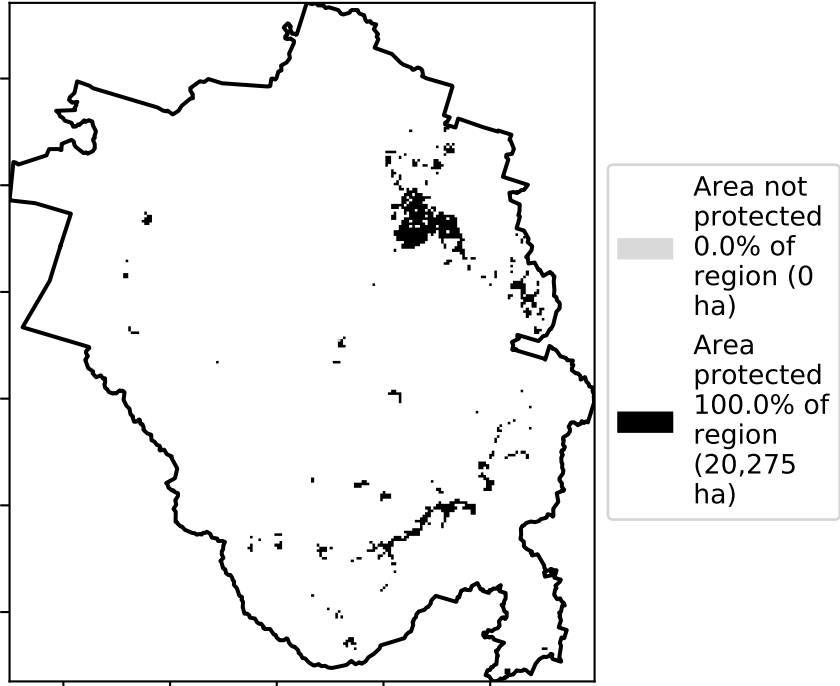 Area not
protected
0.0% of
region (0
ha)
Area
protected
100.0% of
region
(20,275
ha)